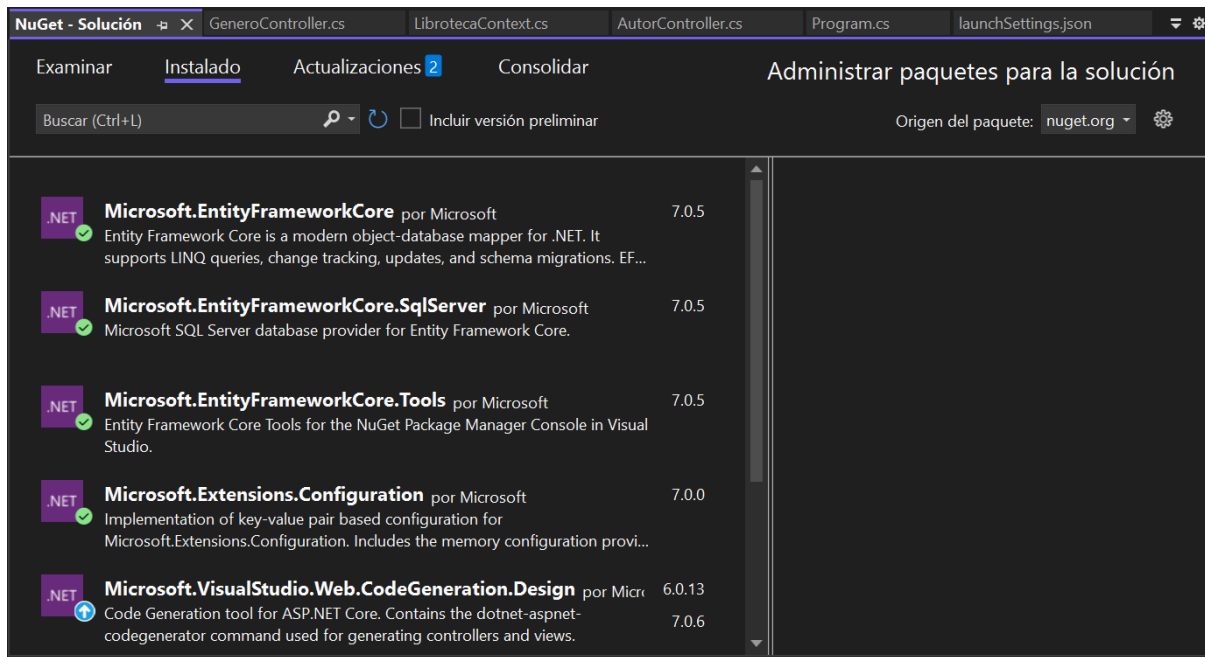 NuGet - Solución GeneroController.cs LibrotecaContext.cs AutorController.cs Program.cs launchSettings.json
Examinar Instalado Actualizaciones 2 Consolidar Administrar paquetes para la solución
Buscar (Ctrl+L) Incluir versión preliminar Origen del paquete: nuget.org
.NET Microsoft.EntityFrameworkCore por Microsoft 7.0.5
Entity Framework Core is a modern object-database mapper for .NET. It
supports LINQ queries, change tracking, updates, and schema migrations. EF...
.NET Microsoft.EntityFrameworkCore.SqlServer por Microsoft 7.0.5
Microsoft SQL Server database provider for Entity Framework Core.
.NET Microsoft.EntityFrameworkCore.Tools por Microsoft 7.0.5
Entity Framework Core Tools for the NuGet Package Manager Console in Visual
Studio.
.NET Microsoft.Extensions.Configuration por Microsoft 7.0.0
Implementation of key-value pair based configuration for
Microsoft.Extensions.Configuration. Includes the memory configuration provi...
.NET Microsoft.VisualStudio.Web.CodeGeneration.Design por Micro 6.0.13
Code Generation tool for ASP.NET Core. Contains the dotnet-aspnet-
codegenerator command used for generating controllers and views. 7.0.6